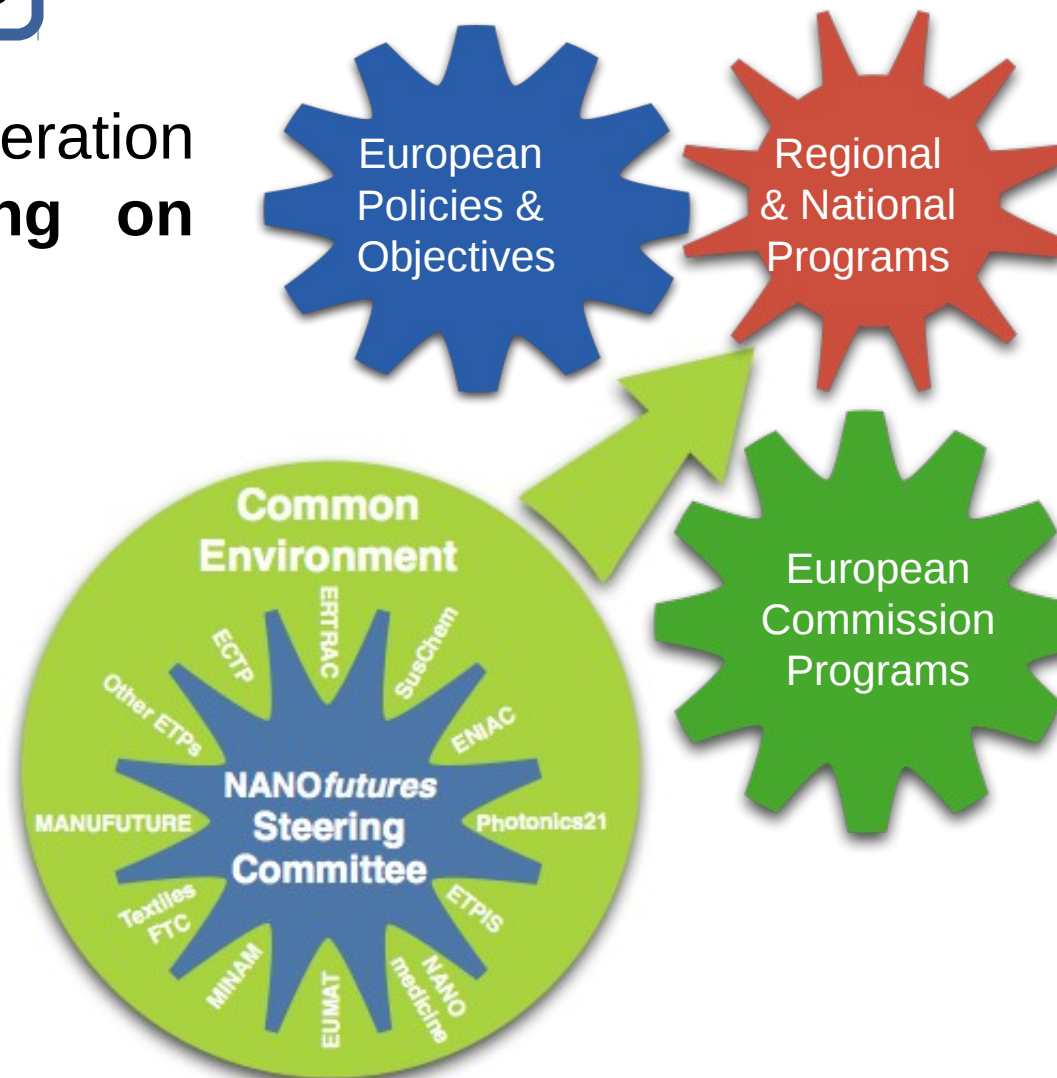 eration
ng on
European
Policies &
Objectives
Regional
& National
Programs
European
Commission
Programs
Common
Environment
ERTRAC
SusChem
ENIAC
Photonics21
ETPIS
NANO
medicine
EUMAT
MINAM
Textiles
FTC
MANUFUTURE
Other ETPs
ECTP
NANOfutures
Steering
Committee